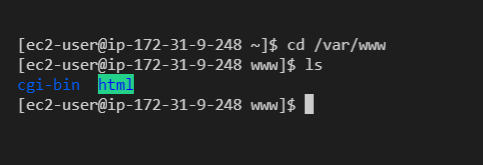 [ec2-user@ip-172-31-9-248 ~]$ cd /var/www
[ec2-user@ip-172-31-9-248 www]$ ls
cgi-bin  html
[ec2-user@ip-172-31-9-248 www]$